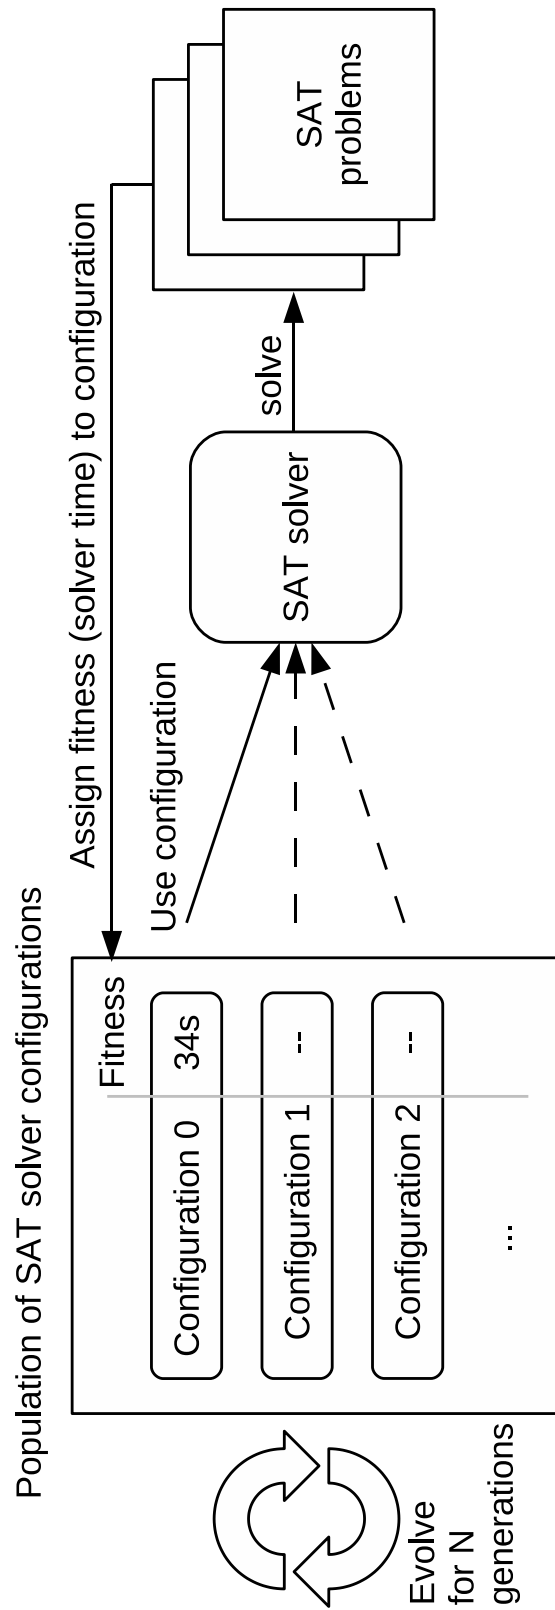 Population of SAT solver configurations
Assign fitness (solver time) to configuration
Fitness
Use configuration
Configuration 0 34s
Configuration 1 --
Configuration 2 --
...
SAT solver
solve
SAT
problems
Evolve
for N
generations